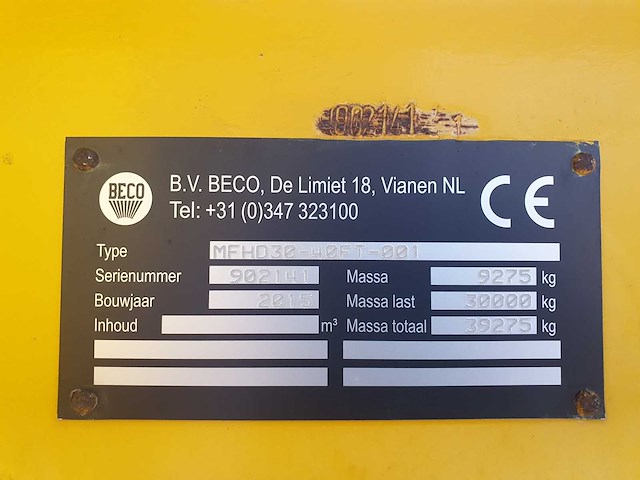 902141 1
BECO
B.V. BECO, De Limiet 18, Vianen NL
Tel: +31 (0)347 323100
CE
Type MFHD30-40FT-001
Serienummer 902141 Massa 9275 kg
Bouwjaar 2015 Massa last 30000 kg
Inhoud m³ Massa totaal 39275 kg